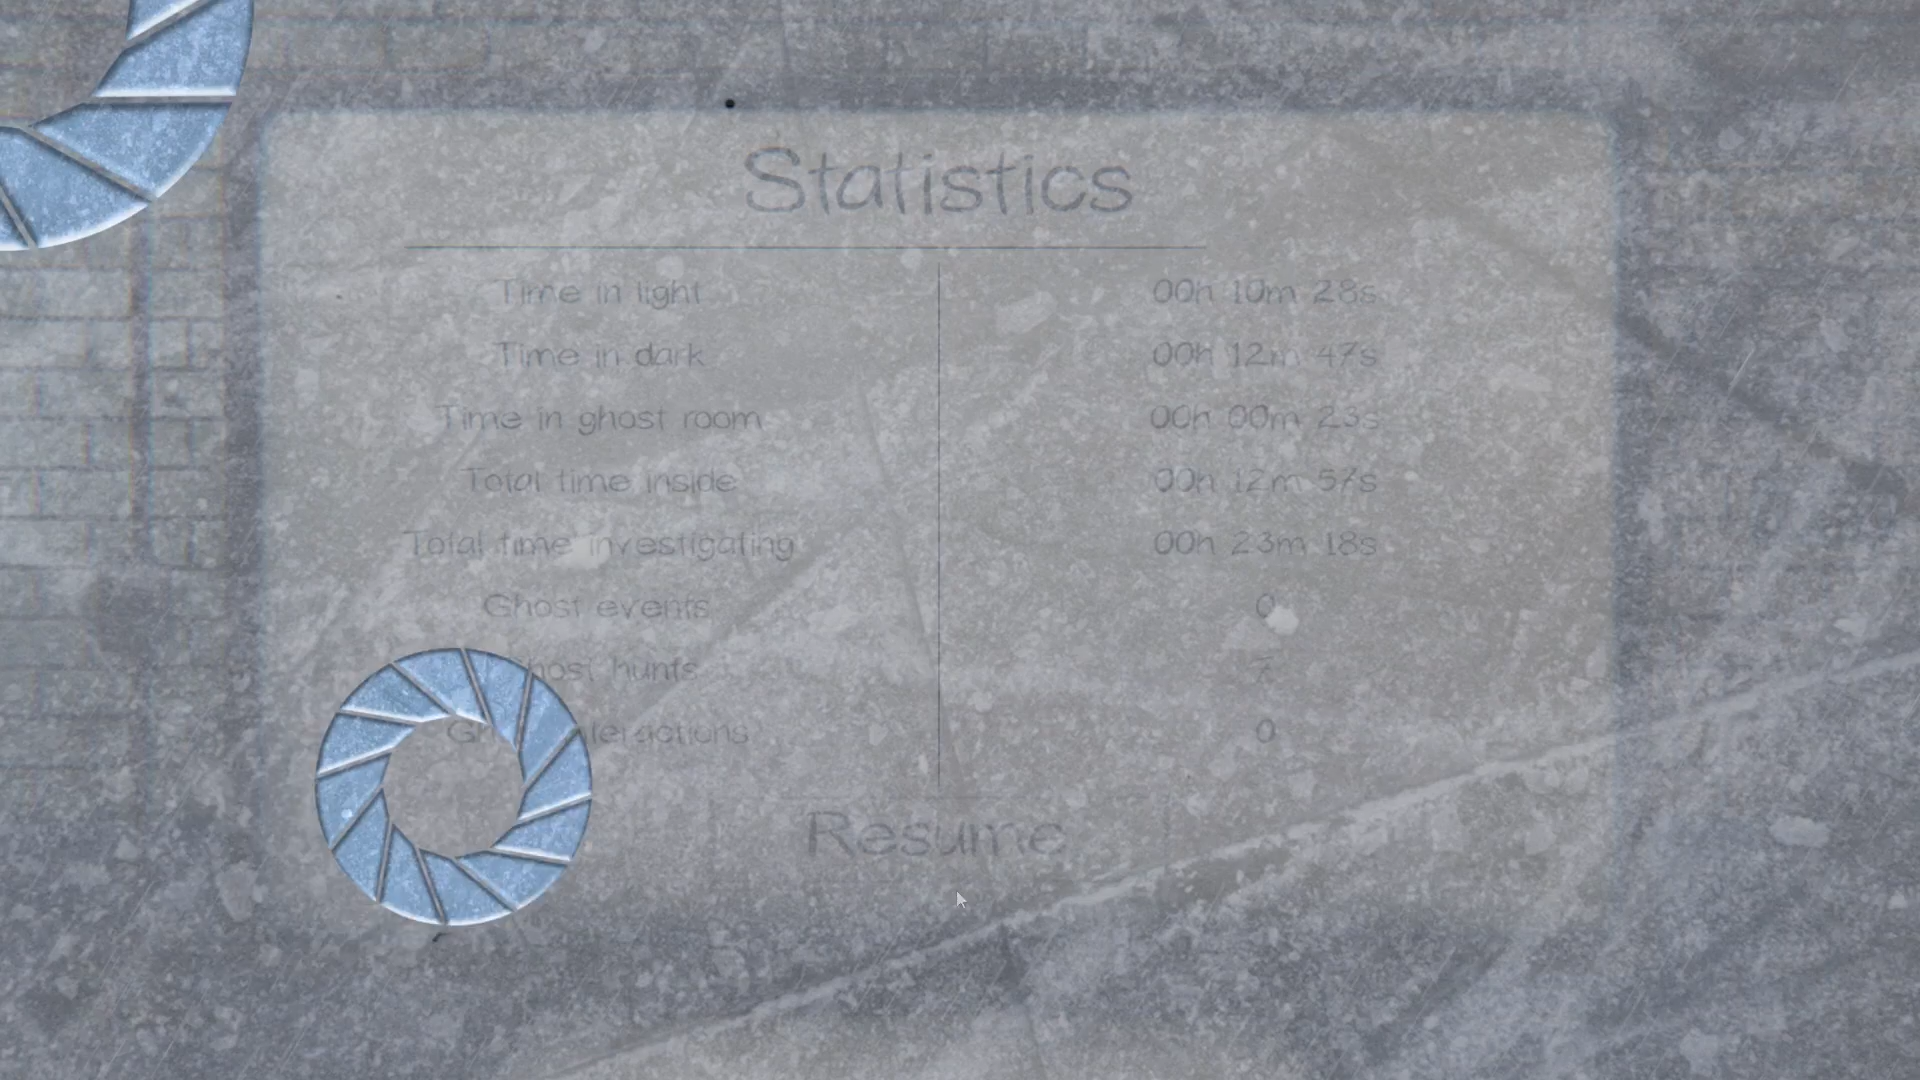 Statistics
Time in light 00h 10m 28s
Time in dark 00h 12m 47s
Time in ghost room 00h 00m 23s
Total time inside 00h 12m 57s
Total time investigating 00h 23m 18s
Ghost events 0
hunts 7
0
Resume